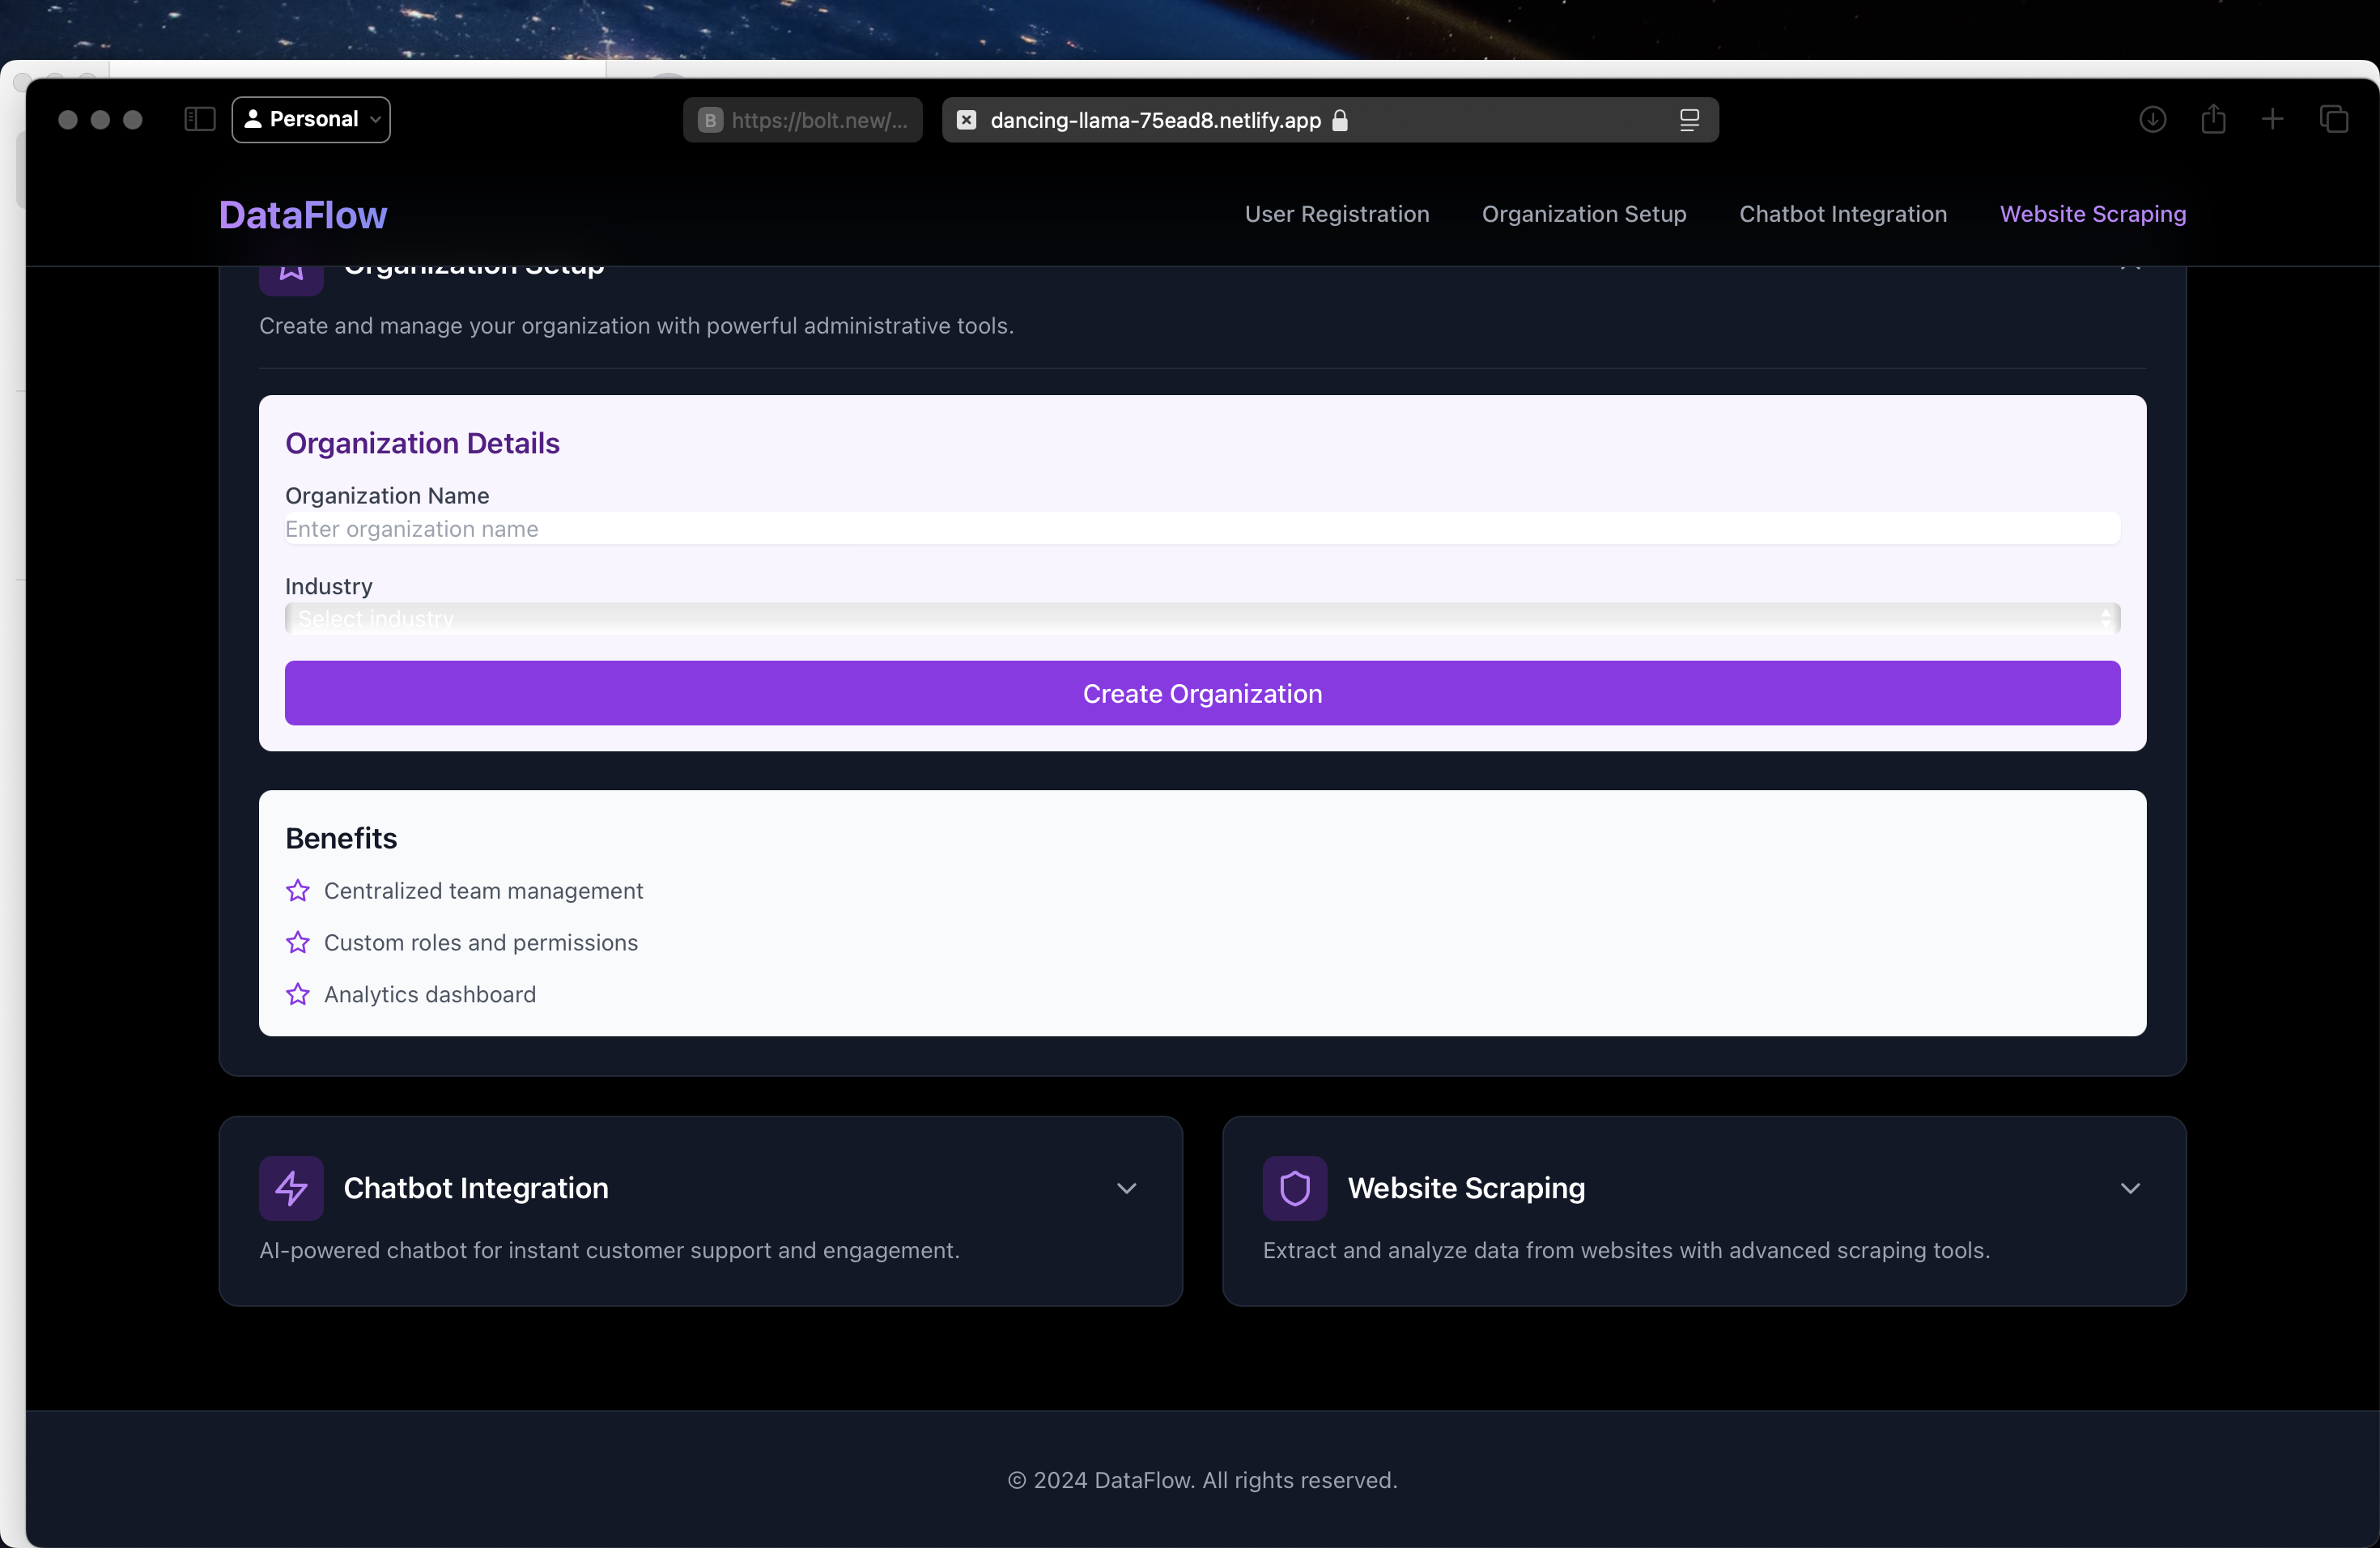 Personal
B https://bolt.new/...
dancing-llama-75ead8.netlify.app
DataFlow
User Registration
Organization Setup
Chatbot Integration
Website Scraping
Organization Setup
Create and manage your organization with powerful administrative tools.
Organization Details
Organization Name
Enter organization name
Industry
Select industry
Create Organization
Benefits
Centralized team management
Custom roles and permissions
Analytics dashboard
Chatbot Integration
AI-powered chatbot for instant customer support and engagement.
Website Scraping
Extract and analyze data from websites with advanced scraping tools.
© 2024 DataFlow. All rights reserved.